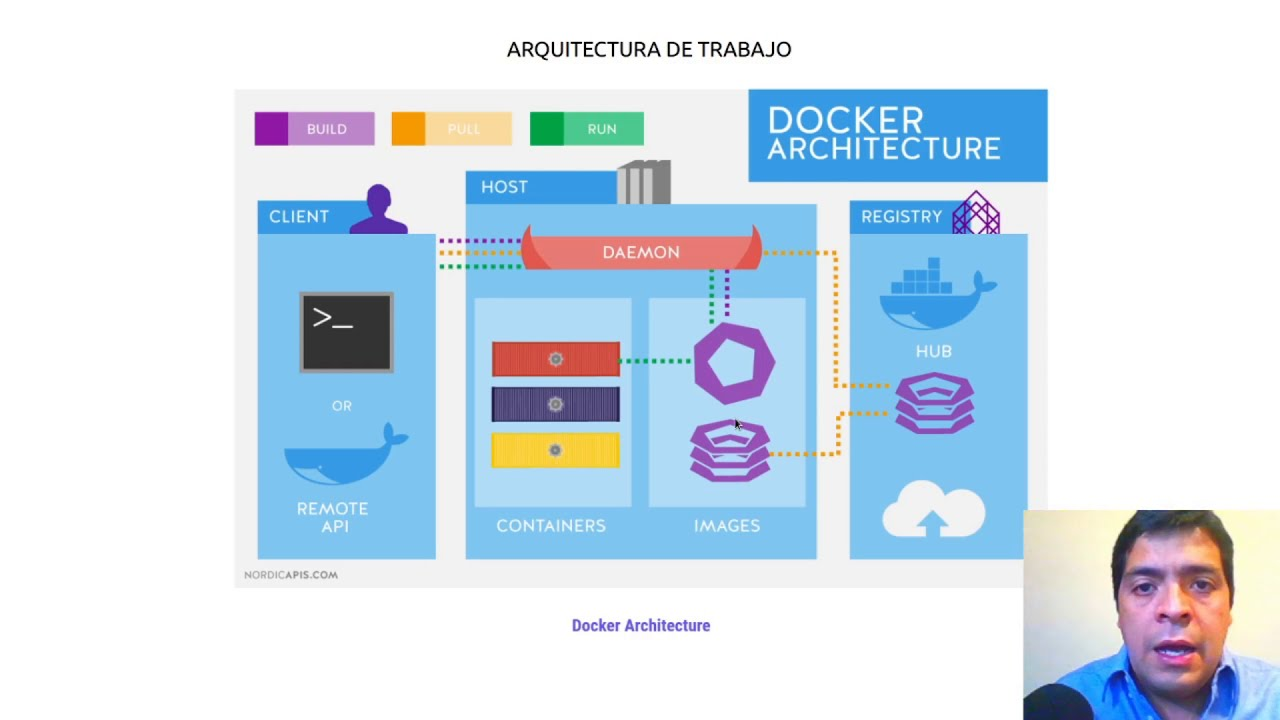 ARQUITECTURA DE TRABAJO
BUILD
PULL
RUN
DOCKER
ARCHITECTURE
CLIENT
HOST
REGISTRY
DAEMON
>_
OR
REMOTE
API
CONTAINERS
IMAGES
HUB
NORDICAPIS.COM
Docker Architecture